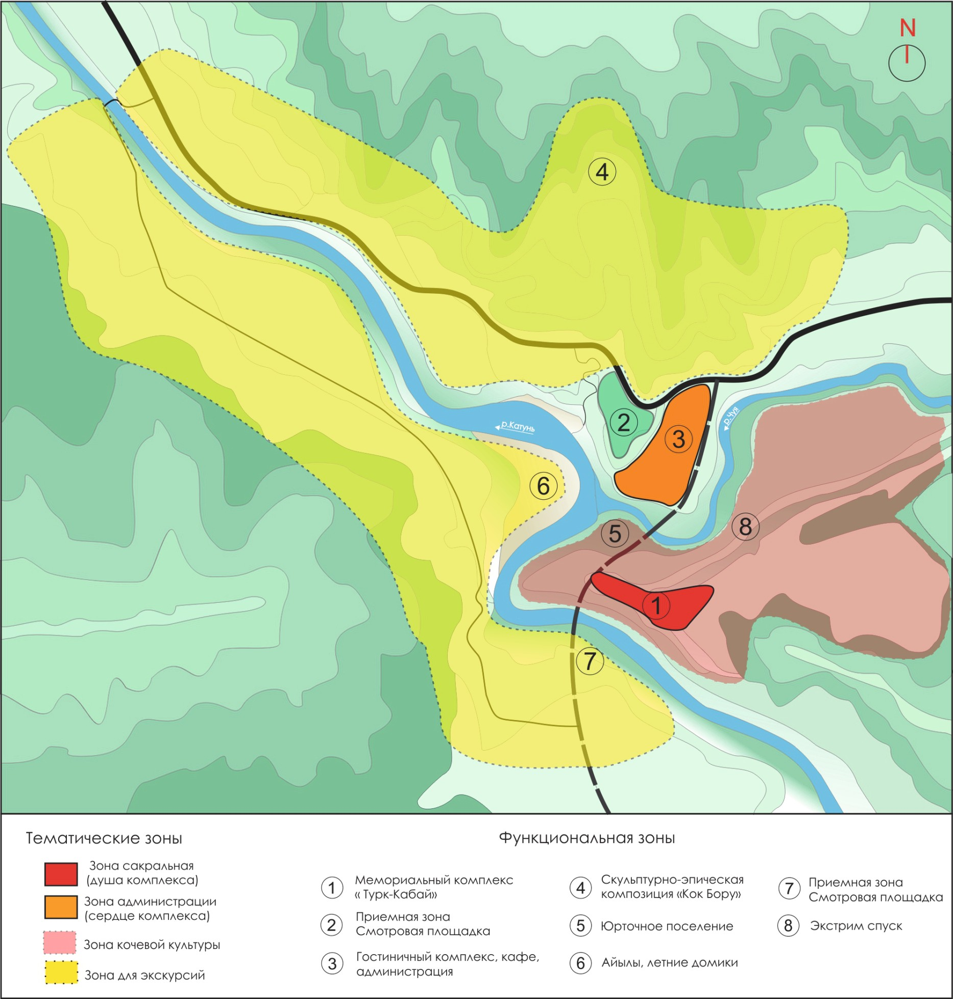 N
4
2
3
р.Чуя
р.Катунь
6
5
8
1
7
Тематические зоны
Зона сакральная
(душа комплекса)
Зона администрации
(сердце комплекса)
Зона кочевой культуры
Зона для экскурсий
Функциональная зоны
1 Мемориальный комплекс
« Турк-Кабай»
2 Приемная зона
Смотровая площадка
3 Гостиничный комплекс, кафе,
администрация
4 Скульптурно-эпическая
композиция «Кок Бору»
5 Юрточное поселение
6 Айылы, летние домики
7 Приемная зона
Смотровая площадка
8 Экстрим спуск